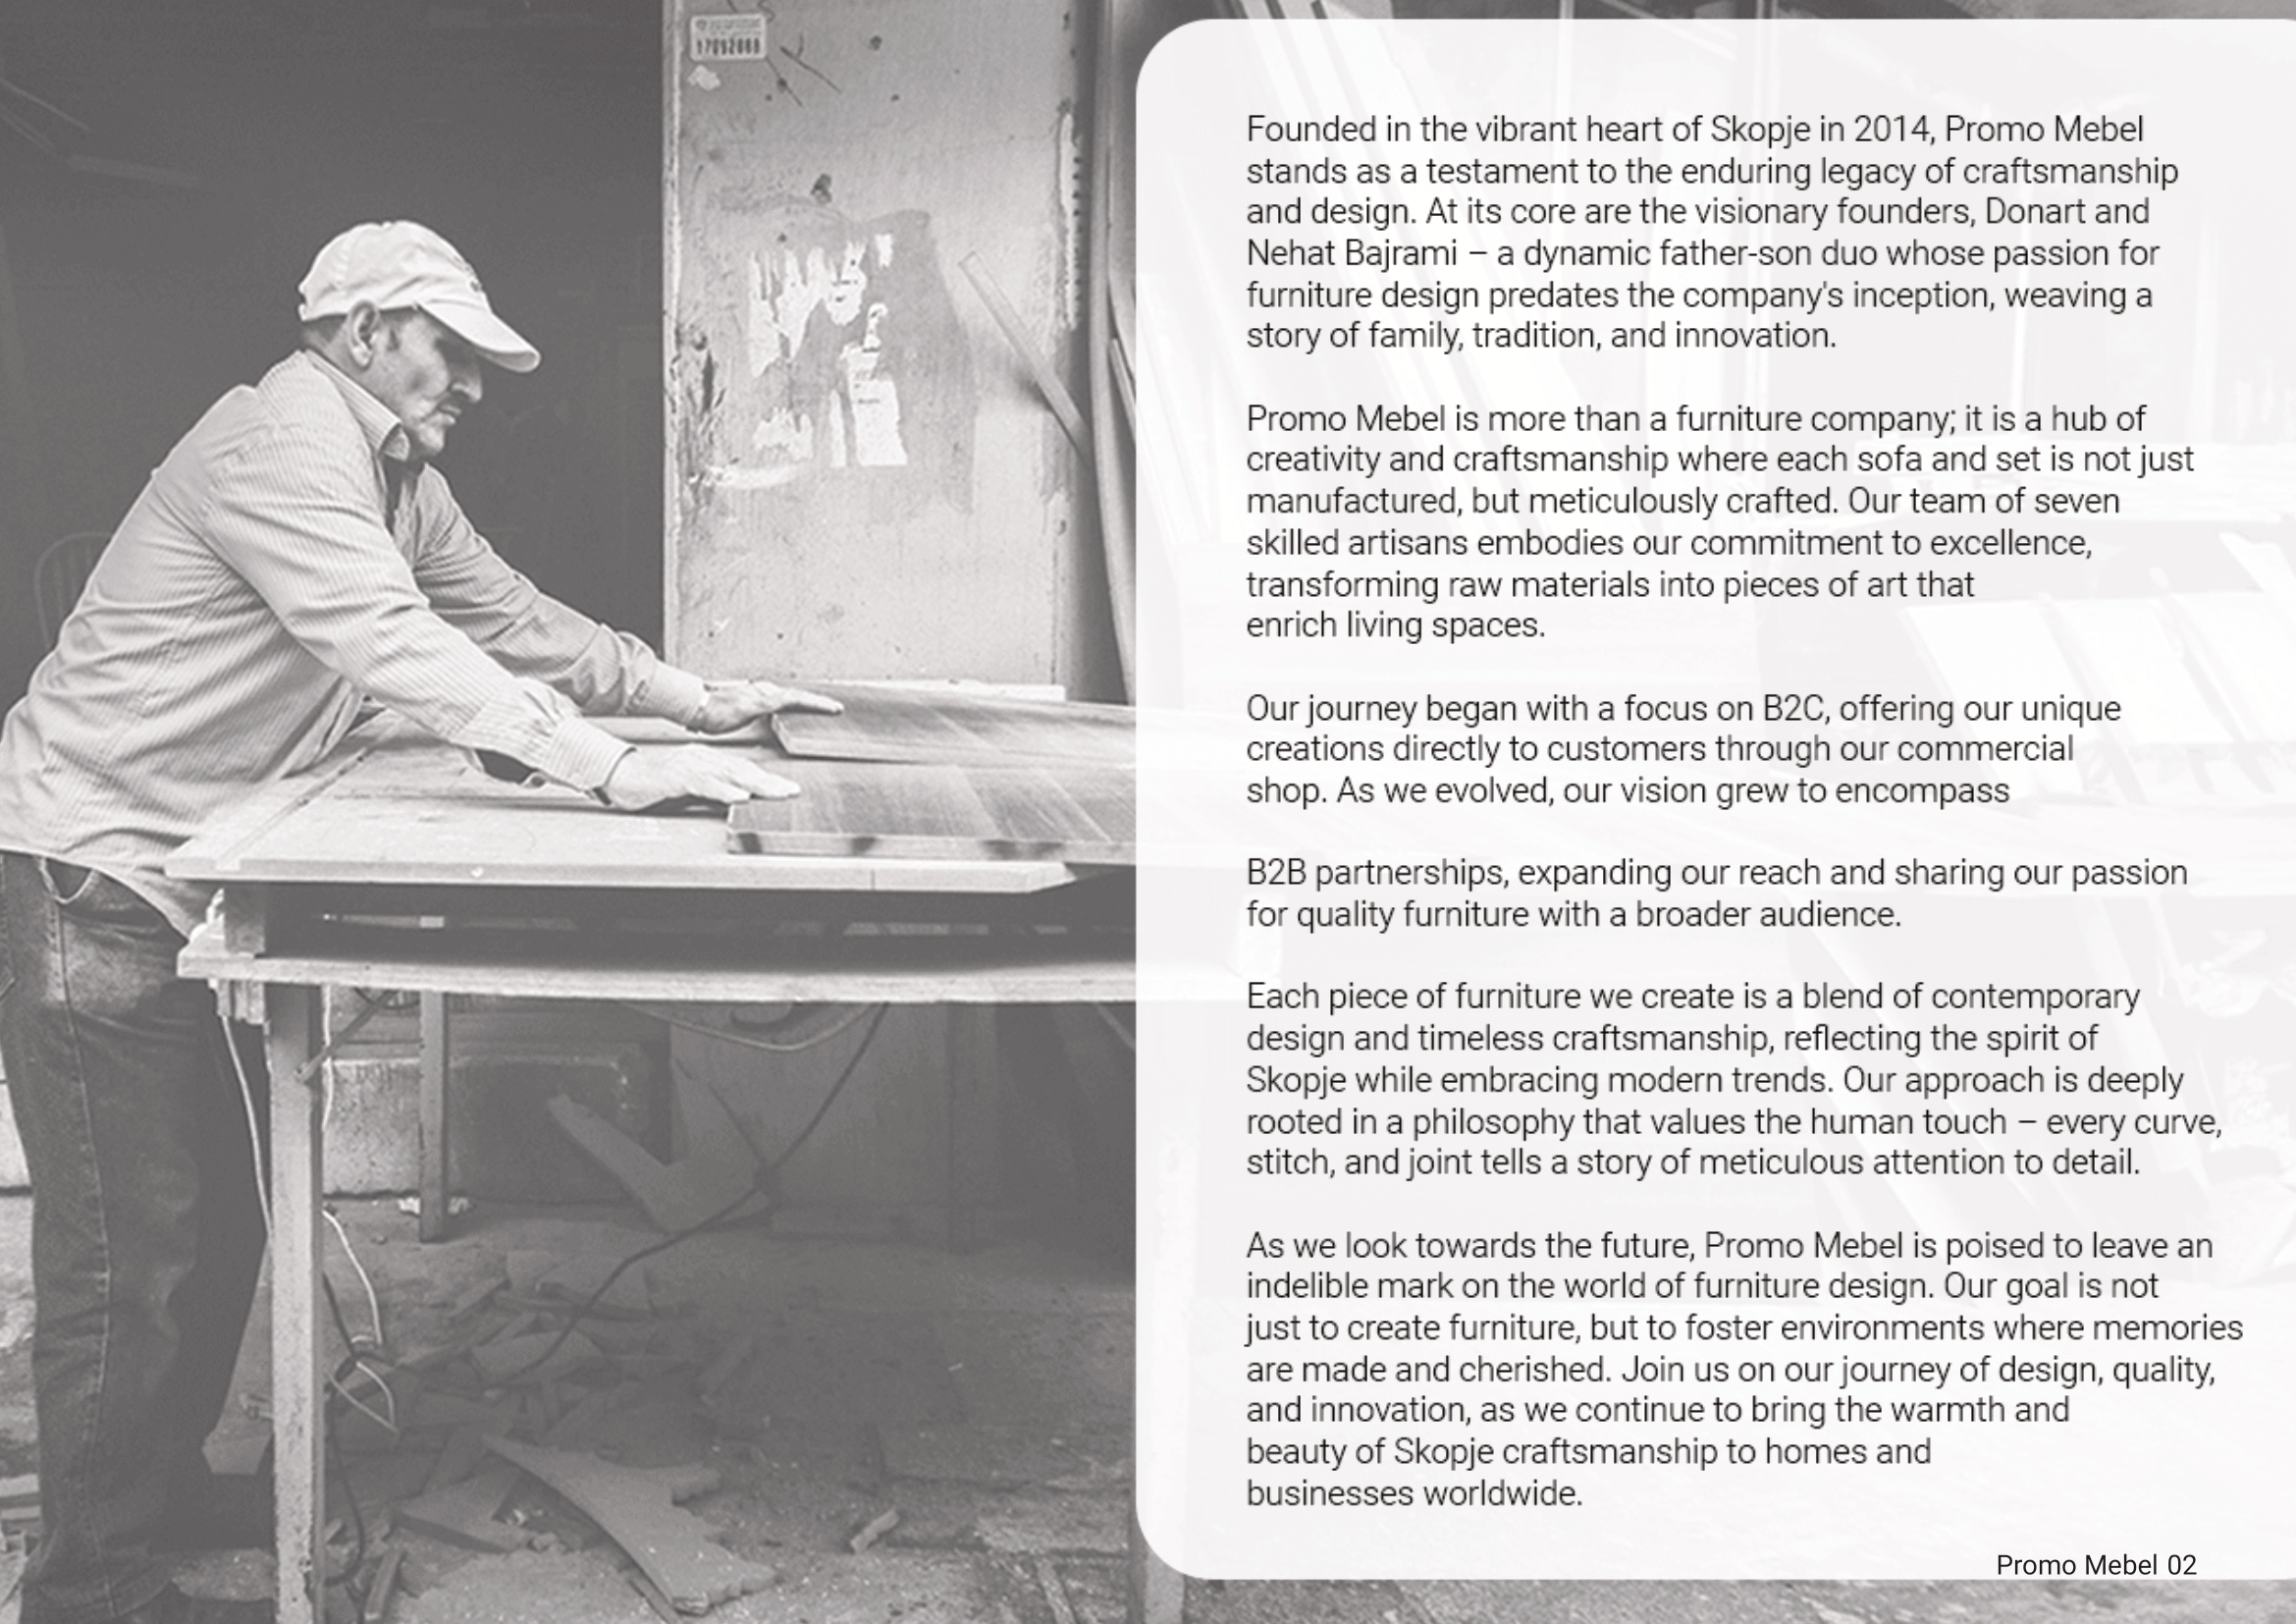 Founded in the vibrant heart of Skopje in 2014, Promo Mebel
stands as a testament to the enduring legacy of craftsmanship
and design. At its core are the visionary founders, Donart and
Nehat Bajrami – a dynamic father-son duo whose passion for
furniture design predates the company's inception, weaving a
story of family, tradition, and innovation.
Promo Mebel is more than a furniture company; it is a hub of
creativity and craftsmanship where each sofa and set is not just
manufactured, but meticulously crafted. Our team of seven
skilled artisans embodies our commitment to excellence,
transforming raw materials into pieces of art that
enrich living spaces.
Our journey began with a focus on B2C, offering our unique
creations directly to customers through our commercial
shop. As we evolved, our vision grew to encompass
B2B partnerships, expanding our reach and sharing our passion
for quality furniture with a broader audience.
Each piece of furniture we create is a blend of contemporary
design and timeless craftsmanship, reflecting the spirit of
Skopje while embracing modern trends. Our approach is deeply
rooted in a philosophy that values the human touch – every curve,
stitch, and joint tells a story of meticulous attention to detail.
As we look towards the future, Promo Mebel is poised to leave an
indelible mark on the world of furniture design. Our goal is not
just to create furniture, but to foster environments where memories
are made and cherished. Join us on our journey of design, quality,
and innovation, as we continue to bring the warmth and
beauty of Skopje craftsmanship to homes and
businesses worldwide.
Promo Mebel 02